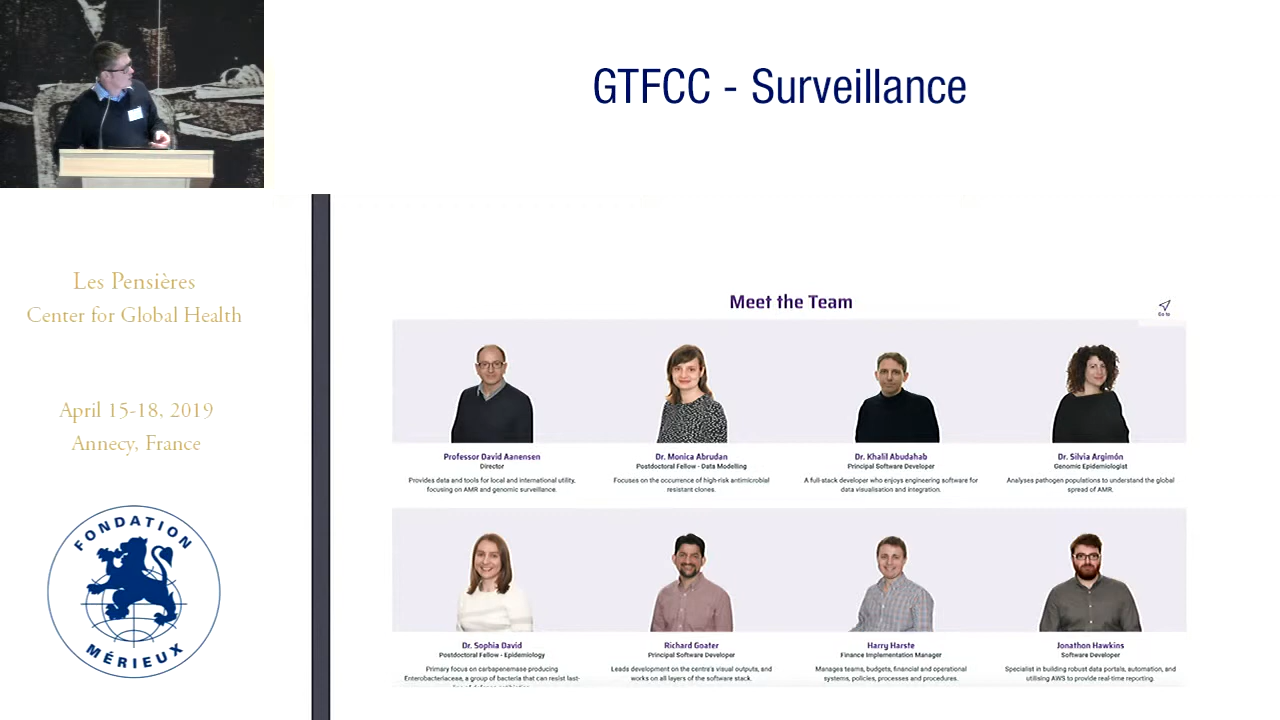 GTFCC - Surveillance
Les Pensières
Center for Global Health
April 15-18, 2019
Annecy, France
FONDATION
MÉRIEUX
Meet the Team
Go to
Professor David Aanensen
Director
Provides data and tools for local and international utility,
focusing on AMR and genomic surveillance.
Dr. Monica Abrudan
Postdoctoral Fellow - Data Modelling
Focuses on the occurrence of high-risk antimicrobial
resistant clones.
Dr. Khalil Abudahab
Principal Software Developer
A full-stack developer who enjoys engineering software for
data visualisation and integration.
Dr. Silvia Argimón
Genomic Epidemiologist
Analyses pathogen populations to understand the global
spread of AMR.
Dr. Sophia David
Postdoctoral Fellow - Epidemiology
Primary focus on carbapenemase producing
Enterobacteriaceae, a group of bacteria that can resist last-
Richard Goater
Principal Software Developer
Leads development on the centre's visual outputs, and
works on all layers of the software stack.
Harry Harste
Finance Implementation Manager
Manages teams, budgets, financial and operational
systems, policies, processes and procedures.
Jonathon Hawkins
Software Developer
Specialist in building robust data portals, automation, and
utilising AWS to provide real-time reporting.